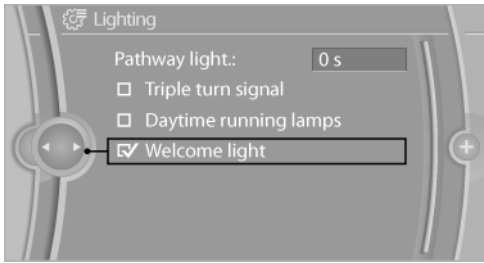 Lighting
Pathway light.: 0 s
Triple turn signal
Daytime running lamps
Welcome light